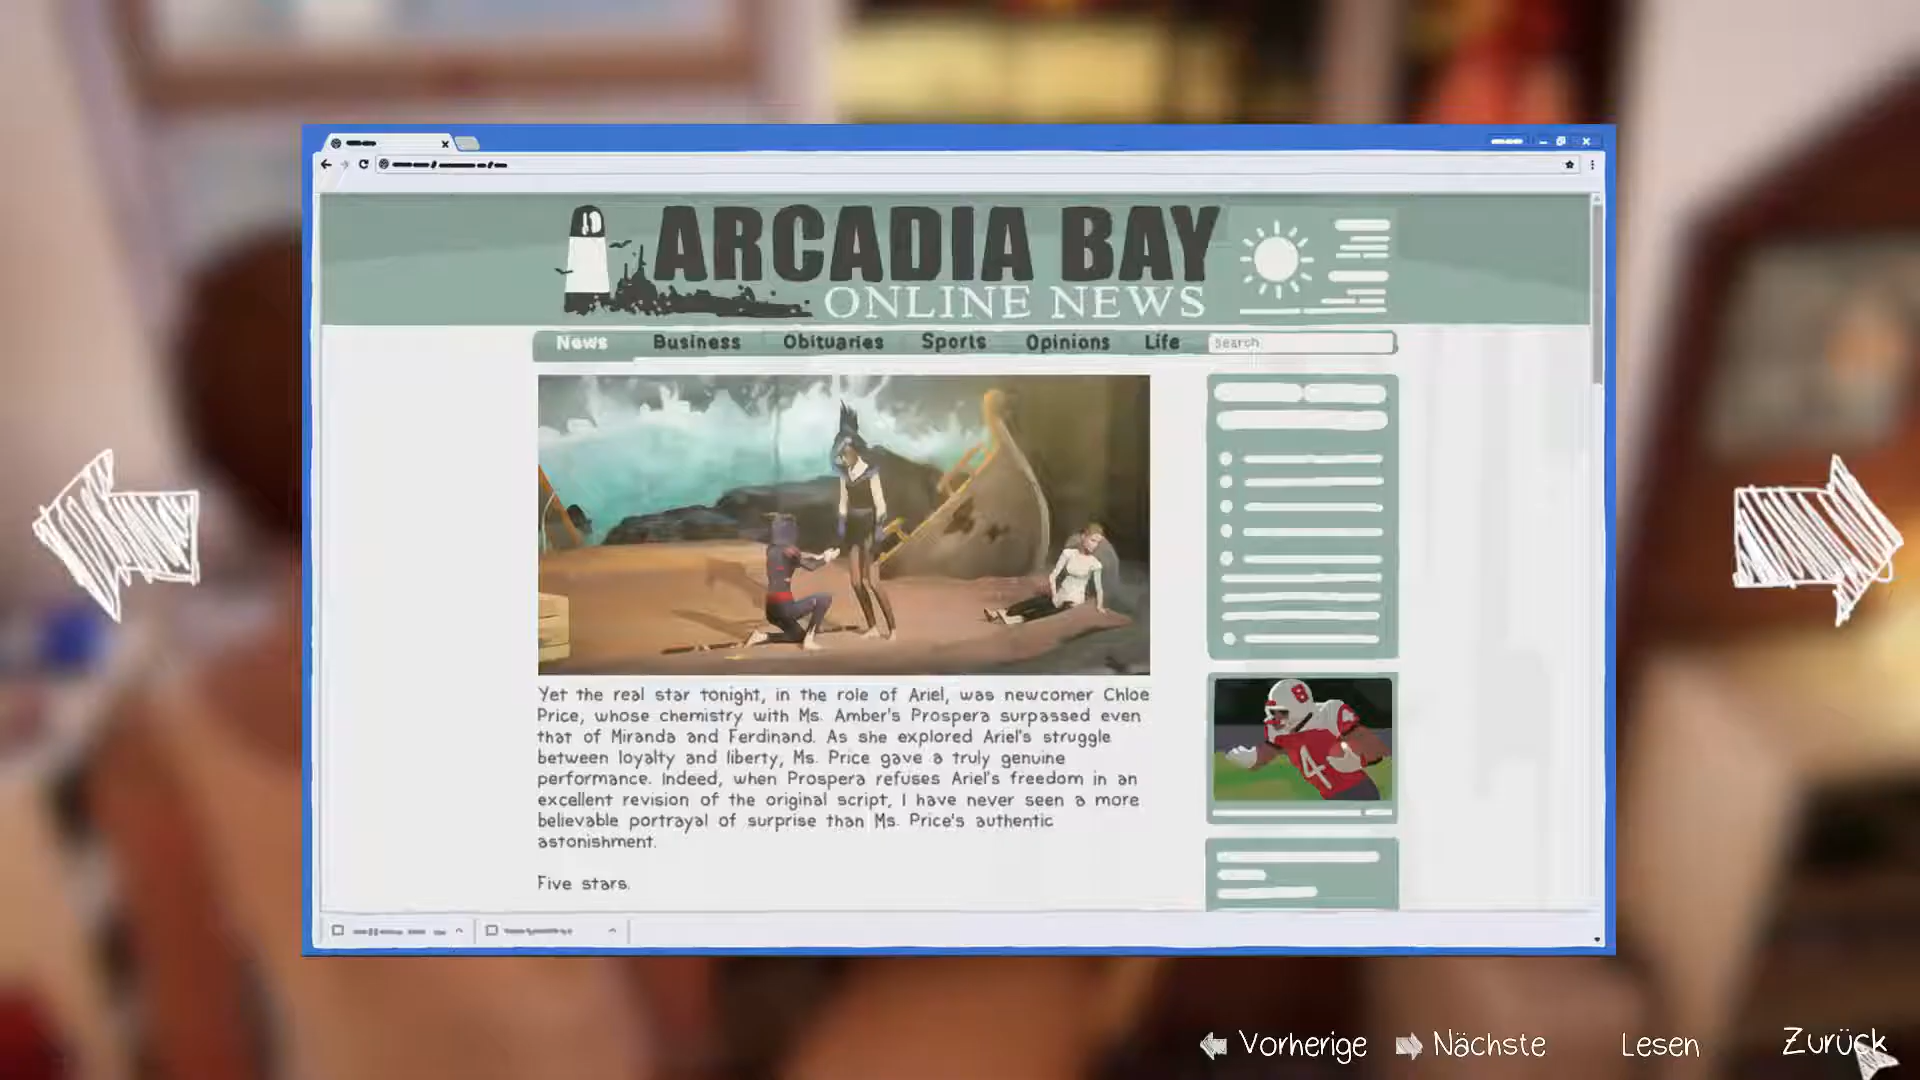 ARCADIA BAY
ONLINE NEWS
News Business Obituaries Sports Opinions Life search
Yet the real star tonight, in the role of Ariel, was newcomer Chloe
Price, whose chemistry with Ms. Amber's Prospera surpassed even
that of Miranda and Ferdinand. As she explored Ariel's struggle
between loyalty and liberty, Ms. Price gave a truly genuine
performance. Indeed, when Prospera refuses Ariel's freedom in an
excellent revision of the original script, I have never seen a more
believable portrayal of surprise than Ms. Price's authentic
astonishment.
Five stars.
B
4
Vorherige Nächste Lesen Zurück